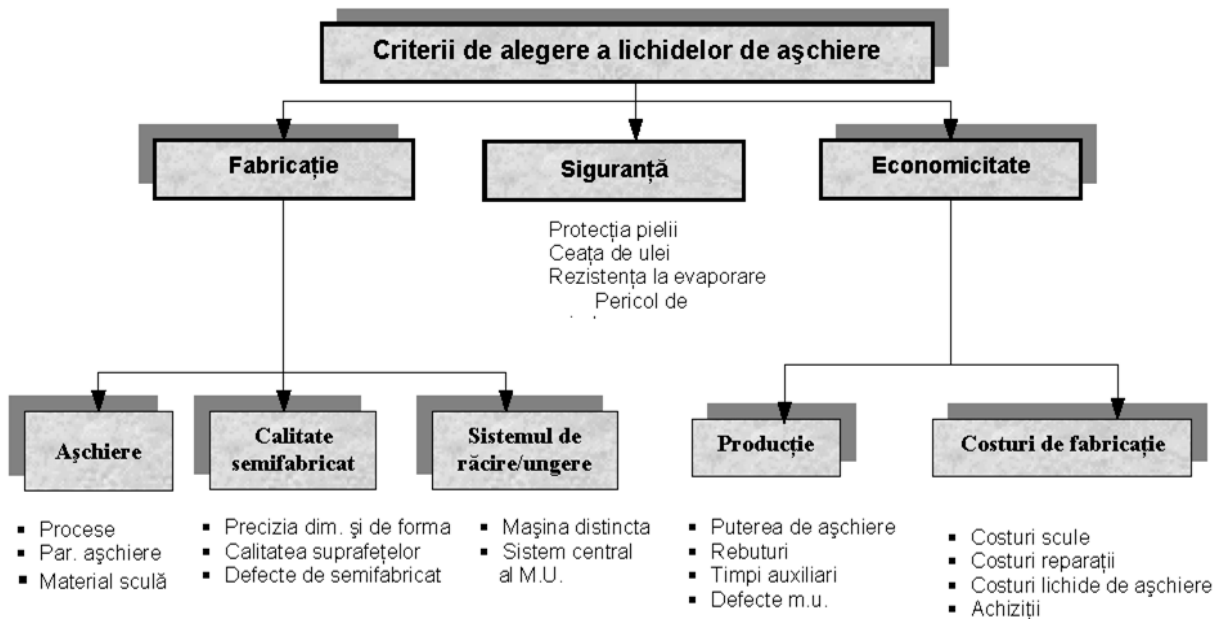 Criterii de alegere a lichidelor de aşchiere
Fabricaţie
Siguranţă
Economicitate
Protecţia pielii
Ceaţa de ulei
Rezistenţa la evaporare
Pericol de
Aşchiere
Calitate
semifabricat
Sistemul de
răcire/ungere
Producţie
Costuri de fabricaţie
▪ Procese
▪ Par. aşchiere
▪ Material sculă
▪ Precizia dim. şi de forma
▪ Calitatea suprafeţelor
▪ Defecte de semifabricat
▪ Maşina distincta
▪ Sistem central
al M.U.
▪ Puterea de aşchiere
▪ Rebuturi
▪ Timpi auxiliari
▪ Defecte m.u.
▪ Costuri scule
▪ Costuri reparaţii
▪ Costuri lichide de aşchiere
▪ Achiziţii